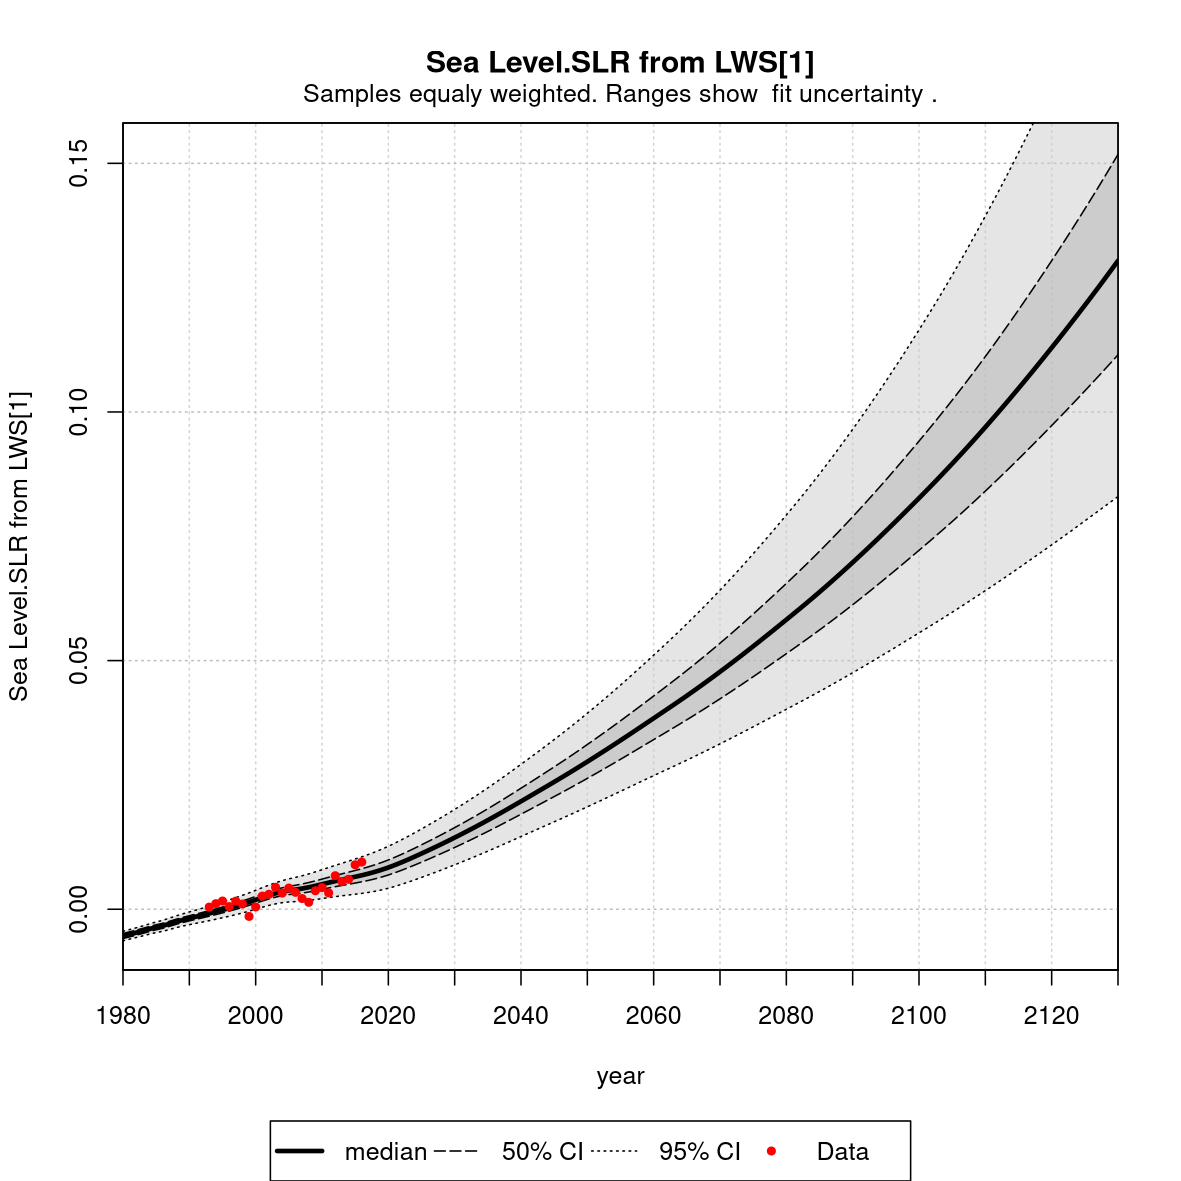 Sea Level.SLR from LWS[1]
Samples equaly weighted. Ranges show  fit uncertainty .
Sea Level.SLR from LWS[1]
0.15
0.10
0.05
0.00
1980 2000 2020 2040 2060 2080 2100 2120
year
median 50% CI 95% CI Data